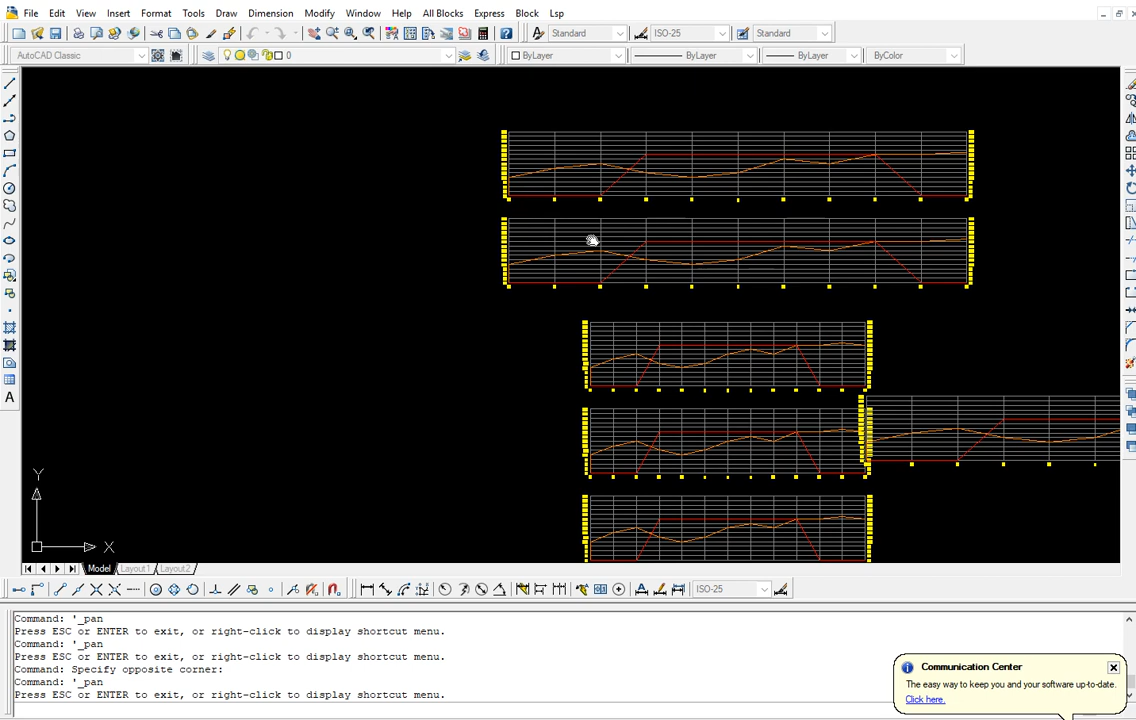 File Edit View Insert Format Tools Draw Dimension Modify Window Help All Blocks Express Block Lsp
Standard ISO-25 Standard
AutoCAD Classic 0 ByLayer ByLayer ByLayer ByColor
A
Y
X
Model Layout1 Layout2
ISO-25
Command: '_pan
Press ESC or ENTER to exit, or right-click to display shortcut menu.
Command: '_pan
Press ESC or ENTER to exit, or right-click to display shortcut menu.
Command: Specify opposite corner:
Command: '_pan
Press ESC or ENTER to exit, or right-click to display shortcut menu.
Communication Center
The easy way to keep you and your software up-to-date.
Click here.